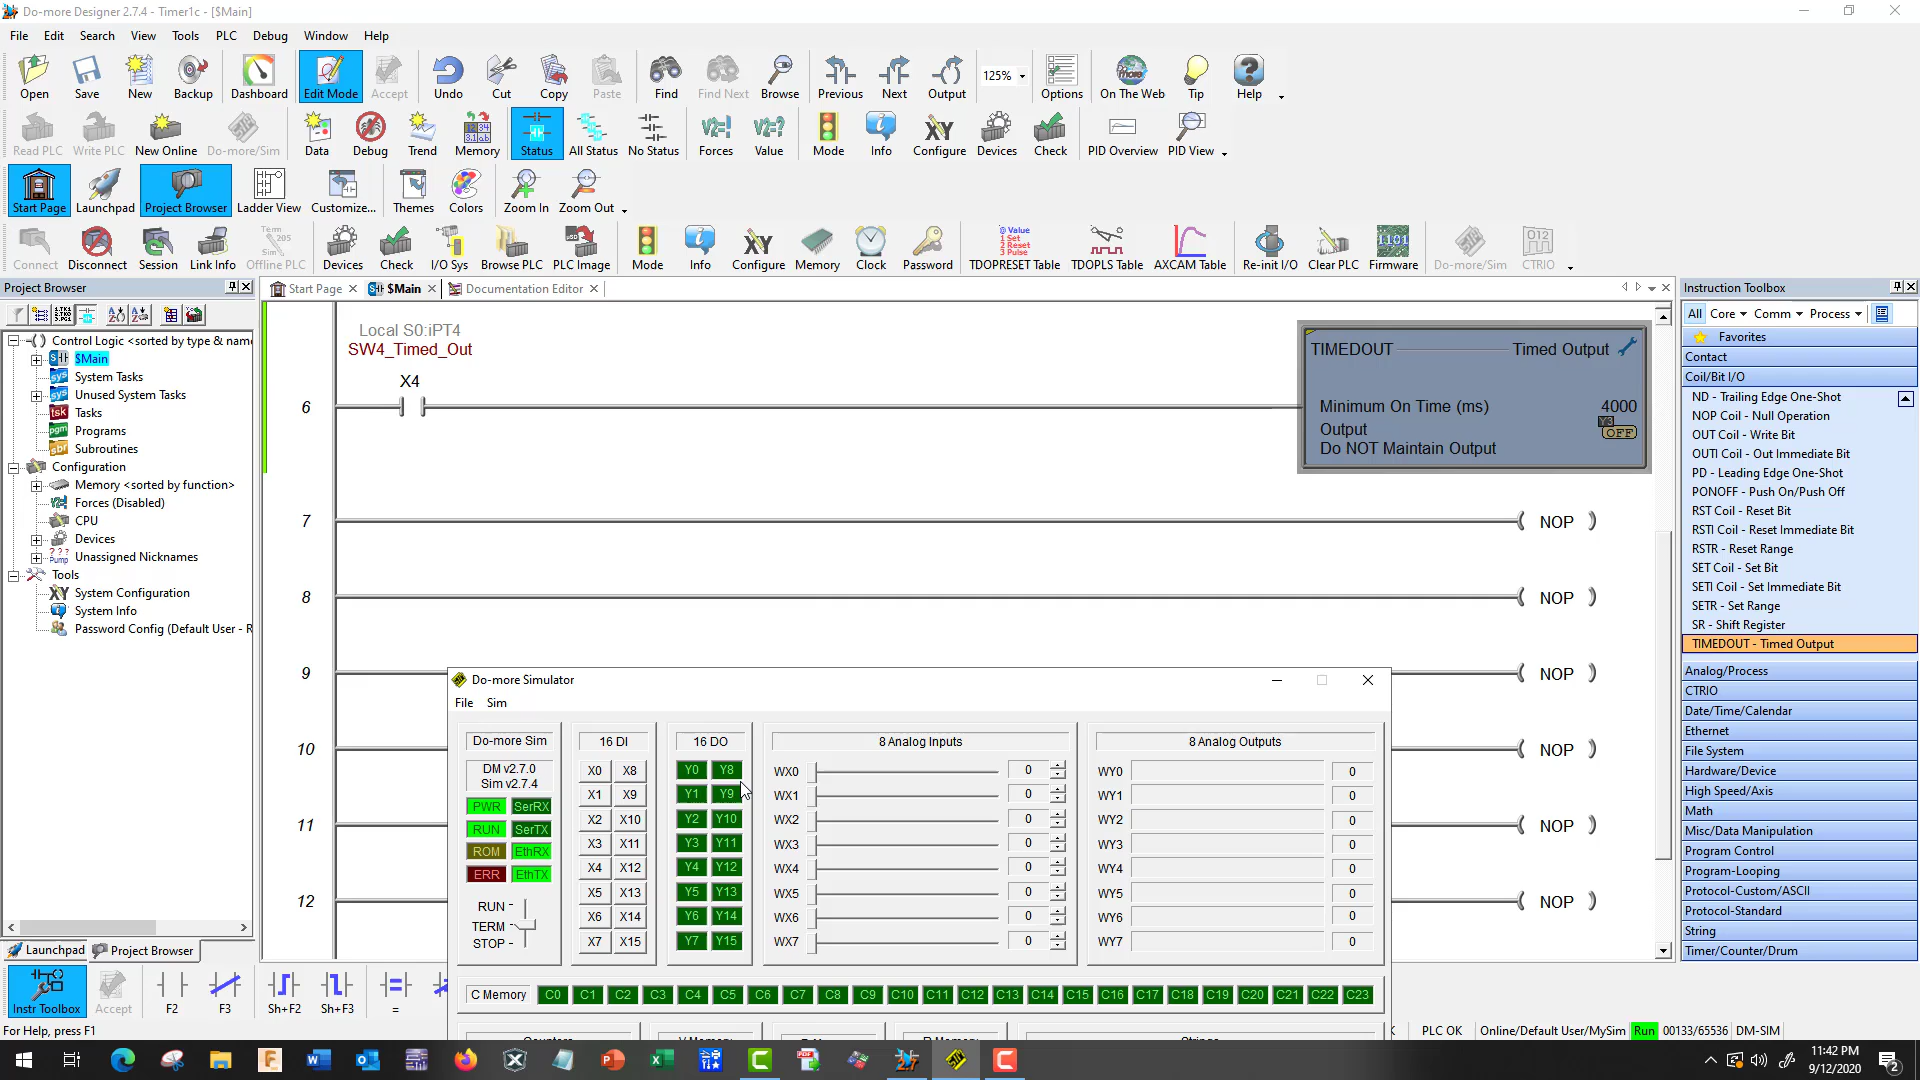 Do-more Designer 2.7.4 - Timer1c - [$Main]
File Edit Search View Tools PLC Debug Window Help
Open Save New Backup Dashboard Edit Mode Accept Undo Cut Copy Paste Find Find Next Browse Previous Next Output 125% Options On The Web Tip Help
Read PLC Write PLC New Online Do-more/Sim Data Debug Trend Memory Status All Status No Status Forces Value Mode Info Configure Devices Check PID Overview PID View
Start Page Launchpad Project Browser Ladder View Customize... Themes Colors Zoom In Zoom Out
Connect Disconnect Session Link Info Offline PLC Devices Check I/O Sys Browse PLC PLC Image Mode Info Configure Memory Clock Password TDOPRESET Table TDOPLS Table AXCAM Table Re-init I/O Clear PLC Firmware Do-more/Sim CTRIO
Project Browser
Start Page $Main Documentation Editor
Instruction Toolbox
All Core Comm Process
Control Logic <sorted by type & name
$Main
System Tasks
Unused System Tasks
Tasks
Programs
Subroutines
Configuration
Memory <sorted by function>
Forces (Disabled)
CPU
Devices
Unassigned Nicknames
Tools
System Configuration
System Info
Password Config (Default User - R
Launchpad Project Browser
Local S0:iPT4
SW4_Timed_Out
X4
6
TIMEDOUT Timed Output
Minimum On Time (ms) 4000
Output Y3
OFF
Do NOT Maintain Output
7 NOP
8 NOP
9 NOP
10 NOP
11 NOP
12 NOP
Favorites
Contact
Coil/Bit I/O
ND - Trailing Edge One-Shot
NOP Coil - Null Operation
OUT Coil - Write Bit
OUTI Coil - Out Immediate Bit
PD - Leading Edge One-Shot
PONOFF - Push On/Push Off
RST Coil - Reset Bit
RSTI Coil - Reset Immediate Bit
RSTR - Reset Range
SET Coil - Set Bit
SETI Coil - Set Immediate Bit
SETR - Set Range
SR - Shift Register
TIMEDOUT - Timed Output
Analog/Process
CTRIO
Date/Time/Calendar
Ethernet
File System
Hardware/Device
High Speed/Axis
Math
Misc/Data Manipulation
Program Control
Program-Looping
Protocol-Custom/ASCII
Protocol-Standard
String
Timer/Counter/Drum
Do-more Simulator
File Sim
Do-more Sim 16 DI 16 DO 8 Analog Inputs 8 Analog Outputs
DM v2.7.0
Sim v2.7.4
PWR SerRX
RUN SerTX
ROM EthRX
ERR EthTX
RUN
TERM
STOP
X0 X8 Y0 Y8 WX0 0 WY0 0
X1 X9 Y1 Y9 WX1 0 WY1 0
X2 X10 Y2 Y10 WX2 0 WY2 0
X3 X11 Y3 Y11 WX3 0 WY3 0
X4 X12 Y4 Y12 WX4 0 WY4 0
X5 X13 Y5 Y13 WX5 0 WY5 0
X6 X14 Y6 Y14 WX6 0 WY6 0
X7 X15 Y7 Y15 WX7 0 WY7 0
C Memory C0 C1 C2 C3 C4 C5 C6 C7 C8 C9 C10 C11 C12 C13 C14 C15 C16 C17 C18 C19 C20 C21 C22 C23
Instr Toolbox Accept F2 F3 Sh+F2 Sh+F3 =
For Help, press F1
PLC OK Online/Default User/MySim Run 00133/65536 DM-SIM
11:42 PM
9/12/2020
2